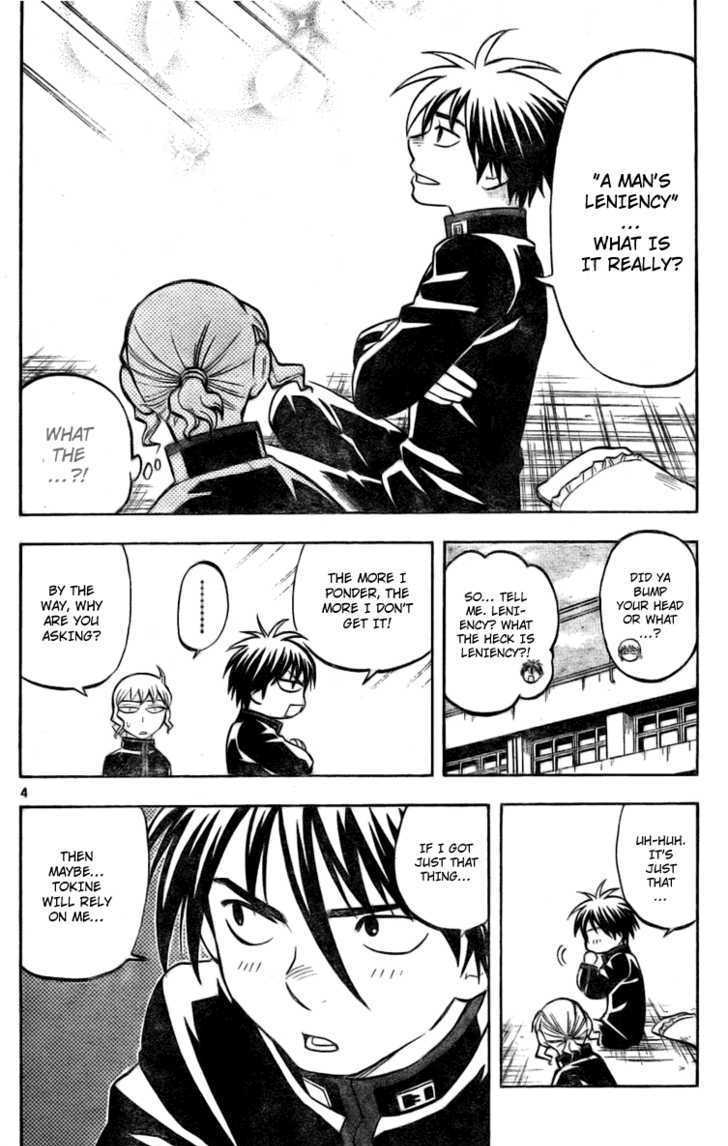 "A MAN'S
LENIENCY"
...
WHAT IS
IT REALLY?
WHAT
THE
...?!
DID YA
BUMP
YOUR HEAD
OR WHAT
...?
SO... TELL
ME. LENI-
ENCY? WHAT
THE HECK IS
LENIENCY?!
THE MORE I
PONDER, THE
MORE I DON'T
GET IT!
.........
BY THE
WAY, WHY
ARE YOU
ASKING?
4
UH-HUH.
IT'S
JUST
THAT
...
IF I GOT
JUST THAT
THING...
THEN
MAYBE...
TOKINE
WILL RELY
ON ME...